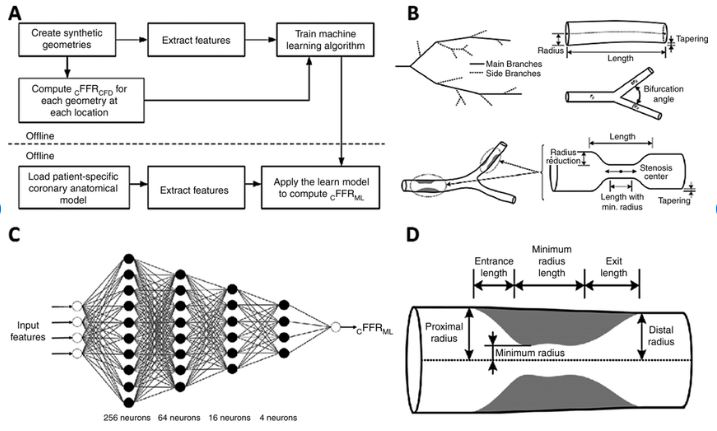 A
Create synthetic
geometries
Extract features
Train machine
learning algorithm
Compute cFFRCFD for
each geometry at
each location
Offline
Offline
Load patient-specific
coronary anatomical
model
Extract features
Apply the learn model
to compute cFFRML
B
Main Branches
Side Branches
Radius
Length
Tapering
Bifurcation
angle
Length
Radius
reduction
Stenosis
center
Length with
min. radius
Tapering
C
Input
features
cFFRML
256 neurons
64 neurons
16 neurons
4 neurons
D
Entrance
length
Minimum
radius
length
Exit
length
Proximal
radius
Minimum radius
Distal
radius